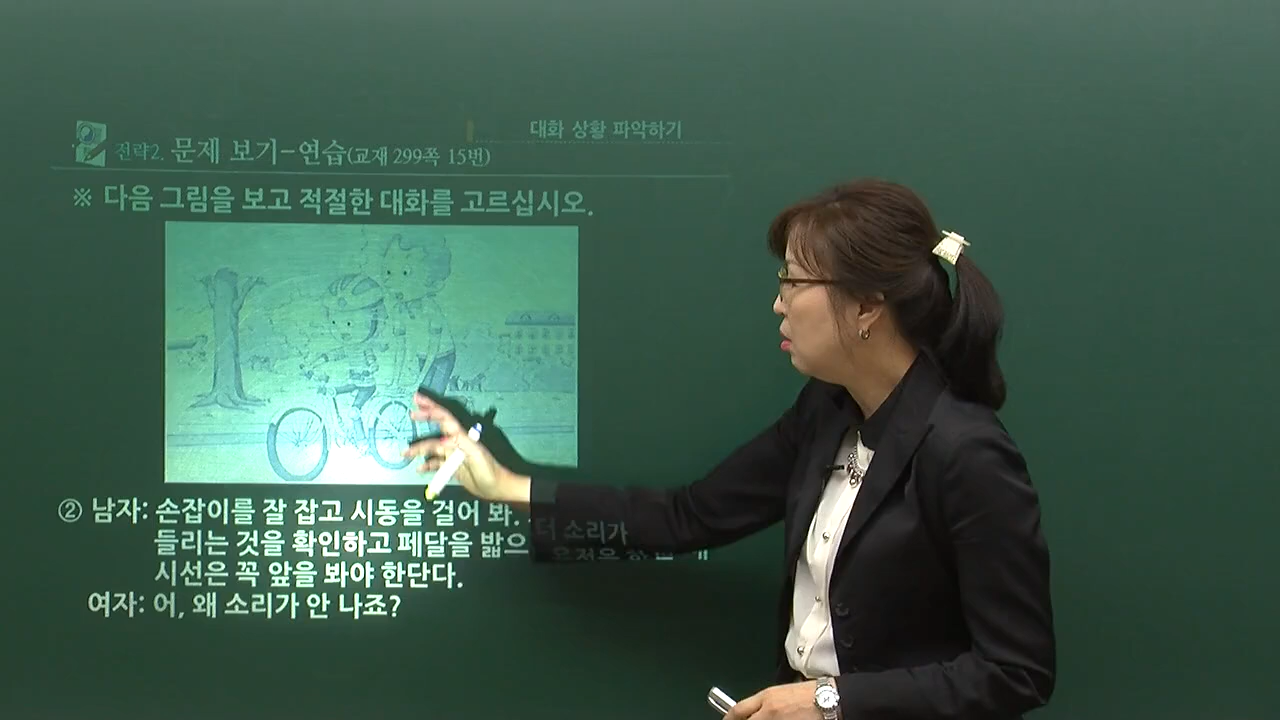 대화 상황 파악하기
전략2. 문제 보기-연습(교재 299쪽 15번)
※ 다음 그림을 보고 적절한 대화를 고르십시오.
② 남자: 손잡이를 잘 잡고 시동을 걸어 봐. 소리가
들리는 것을 확인하고 페달을 밟으
시선은 꼭 앞을 봐야 한단다.
여자: 어, 왜 소리가 안 나죠?